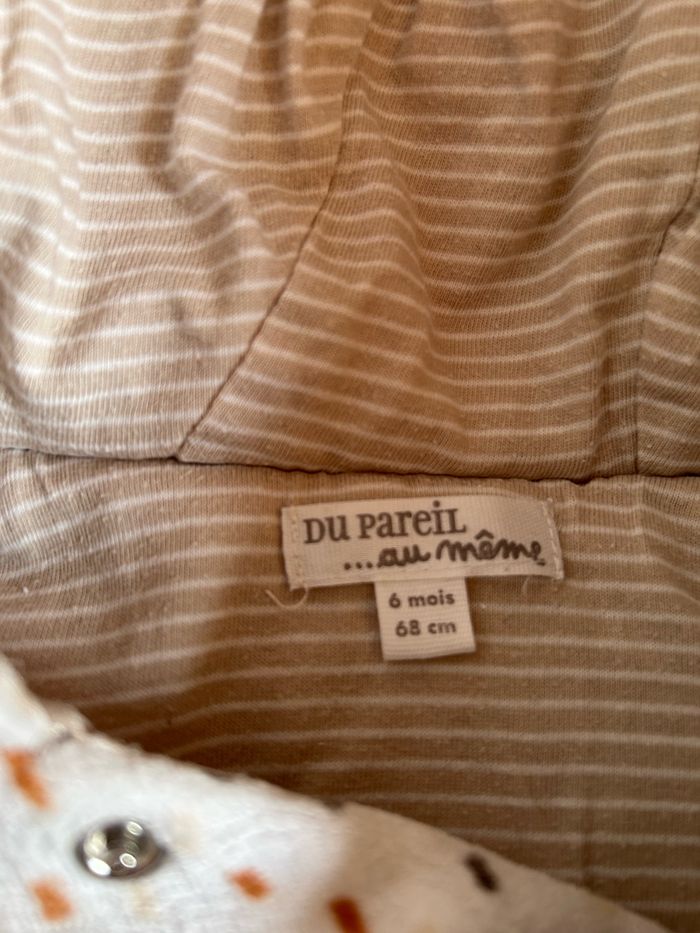 DU PAREIL
...au même
6 mois
68 cm